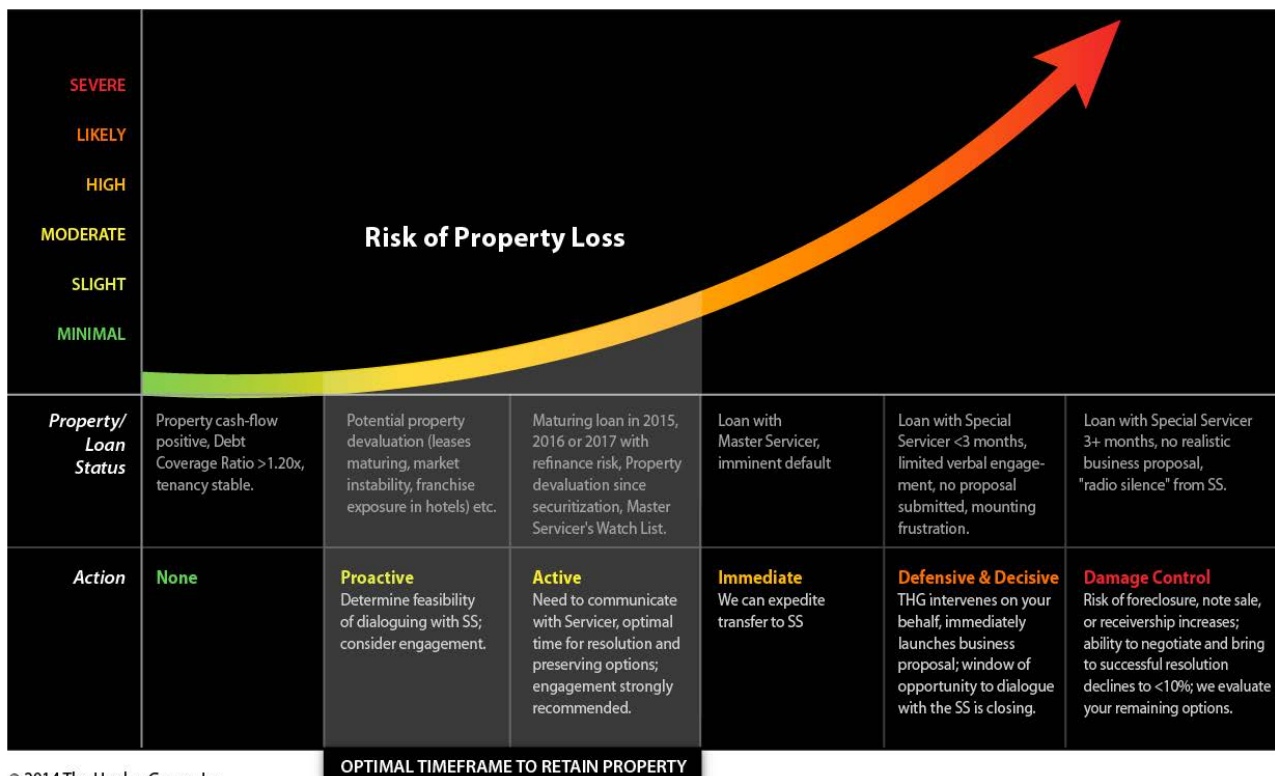 SEVERE
LIKELY
HIGH
MODERATE
SLIGHT
MINIMAL
Risk of Property Loss
Property/
Loan
Status
Property cash-flow
positive, Debt
Coverage Ratio >1.20x,
tenancy stable.
Potential property
devaluation (leases
maturing, market
instability, franchise
exposure in hotels) etc.
Maturing loan in 2015,
2016 or 2017 with
refinance risk, Property
devaluation since
securitization, Master
Servicer's Watch List.
Loan with
Master Servicer,
imminent default
Loan with Special
Servicer <3 months,
limited verbal engage-
ment, no proposal
submitted, mounting
frustration.
Loan with Special Servicer
3+ months, no realistic
business proposal,
"radio silence" from SS.
Action
None
Proactive
Determine feasibility
of dialoguing with SS;
consider engagement.
Active
Need to communicate
with Servicer, optimal
time for resolution and
preserving options;
engagement strongly
recommended.
Immediate
We can expedite
transfer to SS
Defensive & Decisive
THG intervenes on your
behalf, immediately
launches business
proposal; window of
opportunity to dialogue
with the SS is closing.
Damage Control
Risk of foreclosure, note sale,
or receivership increases;
ability to negotiate and bring
to successful resolution
declines to <10%; we evaluate
your remaining options.
OPTIMAL TIMEFRAME TO RETAIN PROPERTY
© 2014 The